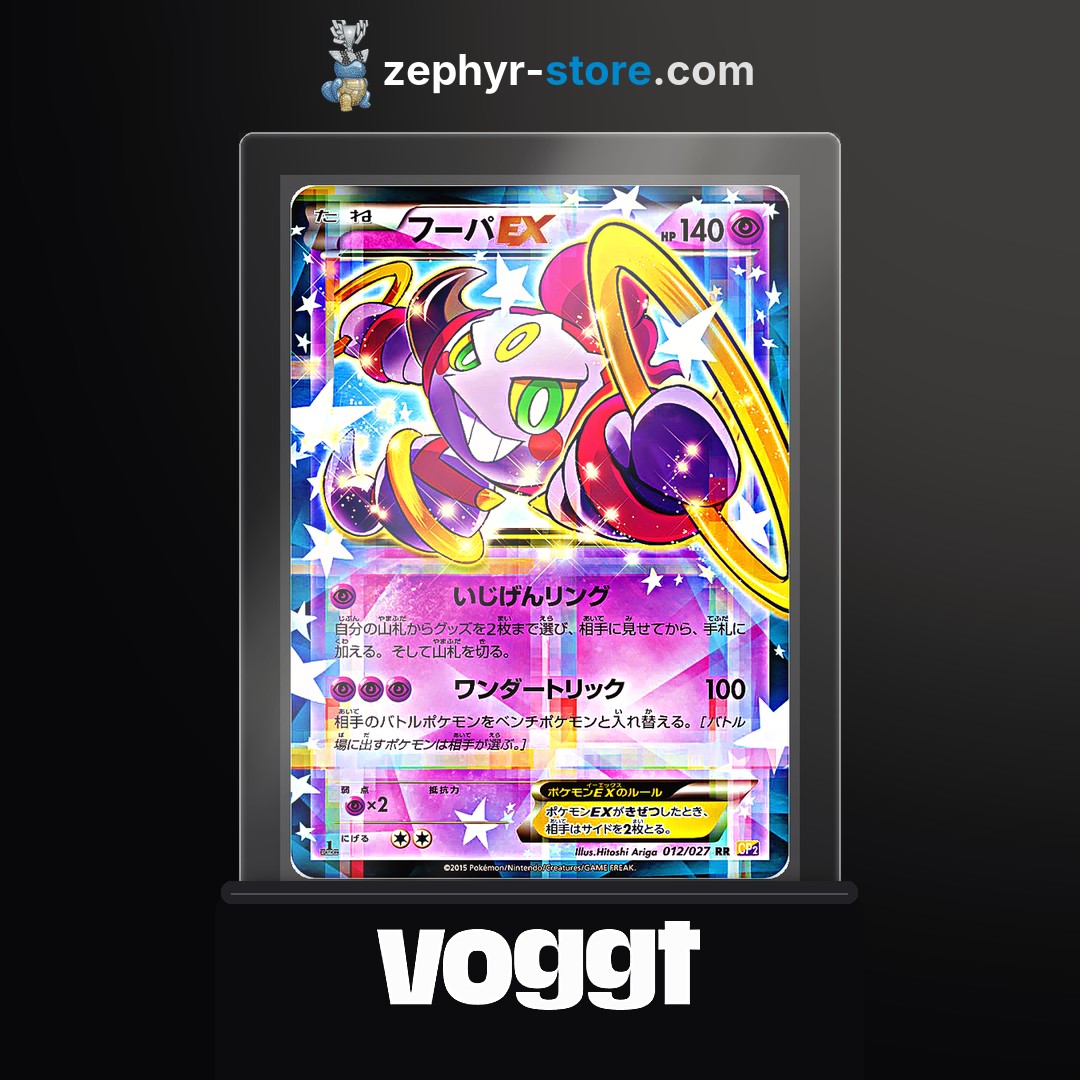 zephyr-store.com
たね フーパEX HP 140
いじげんリング
自分の山札からグッズを2枚まで選び、相手に見せてから、手札に
加える。そして山札を切る。
ワンダートリック 100
相手のバトルポケモンをベンチポケモンと入れ替える。[バトル
場に出すポケモンは相手が選ぶ。]
弱点 抵抗力
×2
にげる
ポケモンEXのルール
ポケモンEXがきぜつしたとき、
相手はサイドを2枚とる。
Illus.Hitoshi Ariga 012/027 RR CP2
©2015 Pokémon/Nintendo/Creatures/GAME FREAK.
voggt